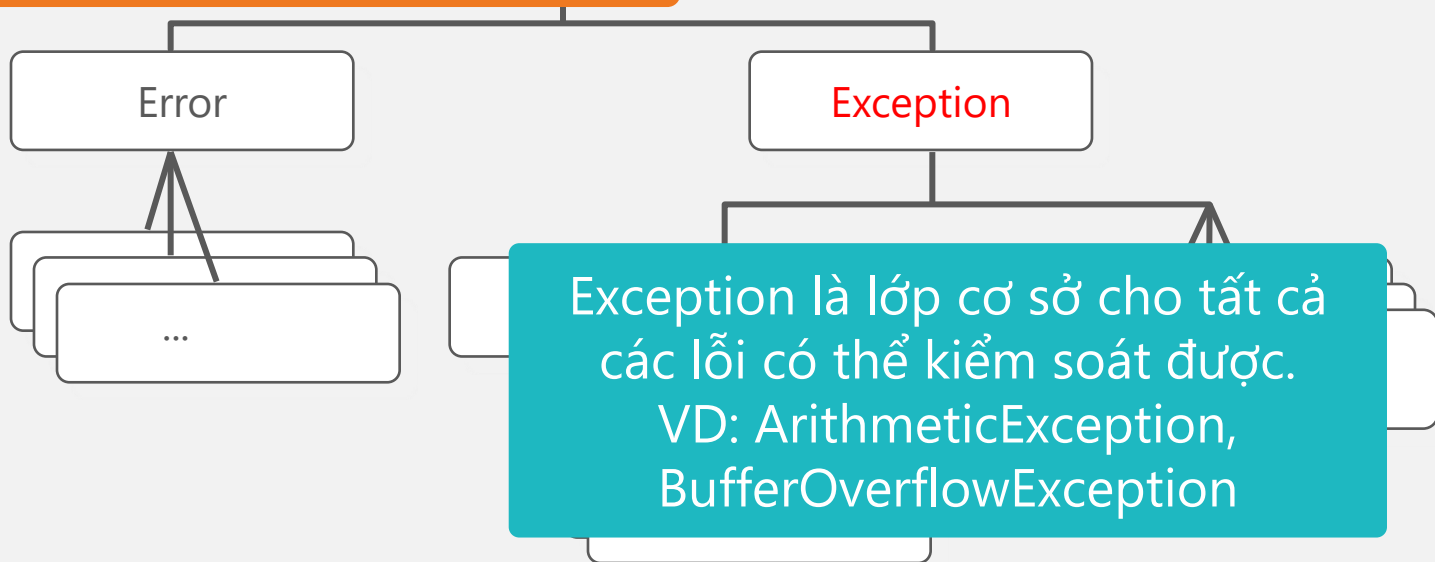 Error
Exception
...
Exception là lớp cơ sở cho tất cả
các lỗi có thể kiểm soát được.
VD: ArithmeticException,
BufferOverflowException